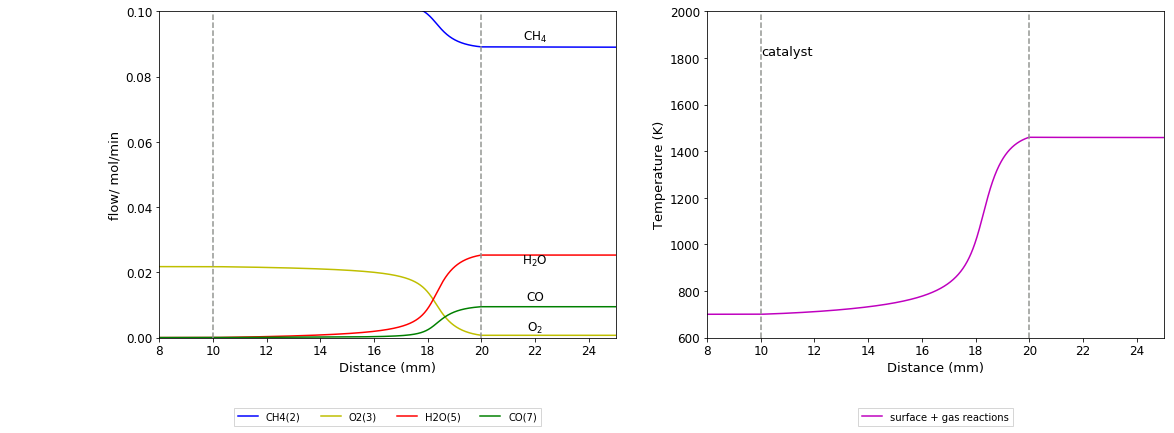 0.10
0.08
0.06
0.04
0.02
0.00
flow/ mol/min
CH4
H2O
CO
O2
8 10 12 14 16 18 20 22 24
Distance (mm)
CH4(2) O2(3) H2O(5) CO(7)
2000
1800
1600
1400
1200
1000
800
600
Temperature (K)
catalyst
8 10 12 14 16 18 20 22 24
Distance (mm)
surface + gas reactions